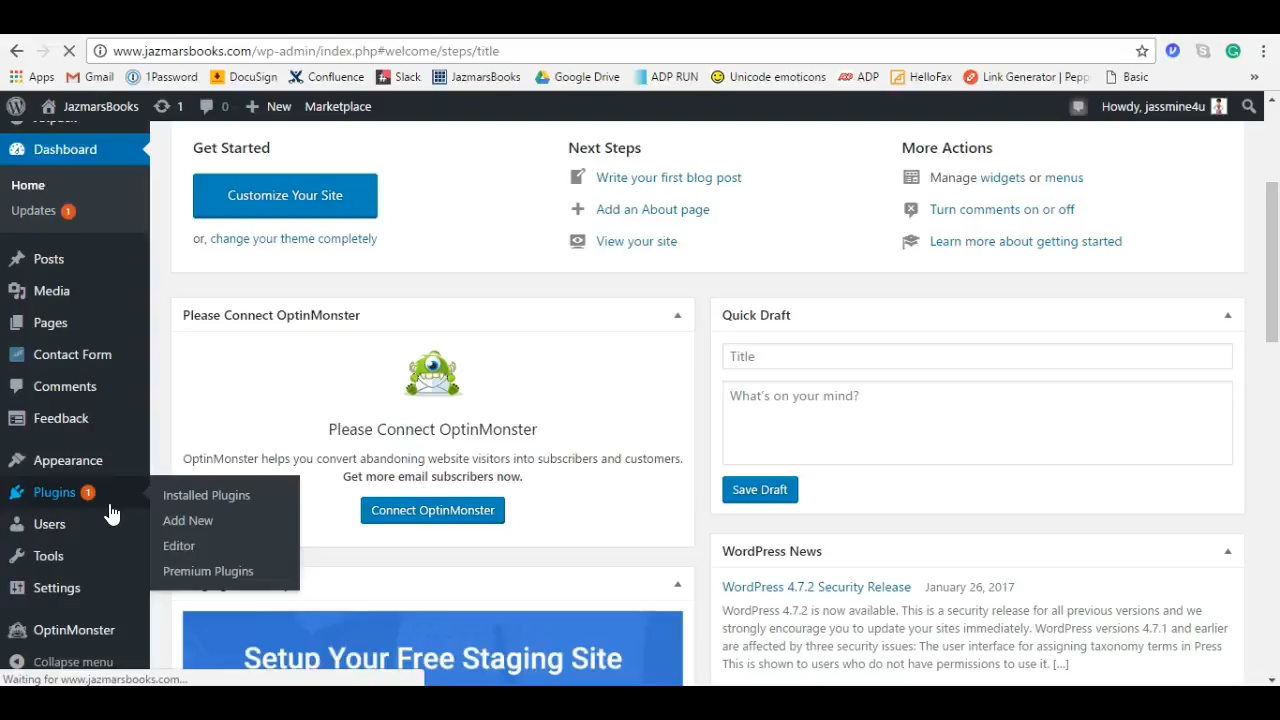 www.jazmarsbooks.com/wp-admin/index.php#welcome/steps/title
Apps Gmail 1Password DocuSign Confluence Slack JazmarsBooks Google Drive ADP RUN Unicode emoticons ADP HelloFax Link Generator | Pepp Basic »
JazmarsBooks 1 0 New Marketplace Howdy, jassmine4u
Jetpack
Dashboard
Home
Updates 1
Posts
Media
Pages
Contact Form
Comments
Feedback
Appearance
Plugins 1
Users
Tools
Settings
OptinMonster
Collapse menu
Installed Plugins
Add New
Editor
Premium Plugins
Get Started
Customize Your Site
or, change your theme completely
Next Steps
Write your first blog post
Add an About page
View your site
More Actions
Manage widgets or menus
Turn comments on or off
Learn more about getting started
Please Connect OptinMonster
Please Connect OptinMonster
OptinMonster helps you convert abandoning website visitors into subscribers and customers.
Get more email subscribers now.
Connect OptinMonster
Setup Your Free Staging Site
Quick Draft
Title
What's on your mind?
Save Draft
WordPress News
WordPress 4.7.2 Security Release January 26, 2017
WordPress 4.7.2 is now available. This is a security release for all previous versions and we
strongly encourage you to update your sites immediately. WordPress versions 4.7.1 and earlier
are affected by three security issues: The user interface for assigning taxonomy terms in Press
This is shown to users who do not have permissions to use it. [...]
Waiting for www.jazmarsbooks.com...